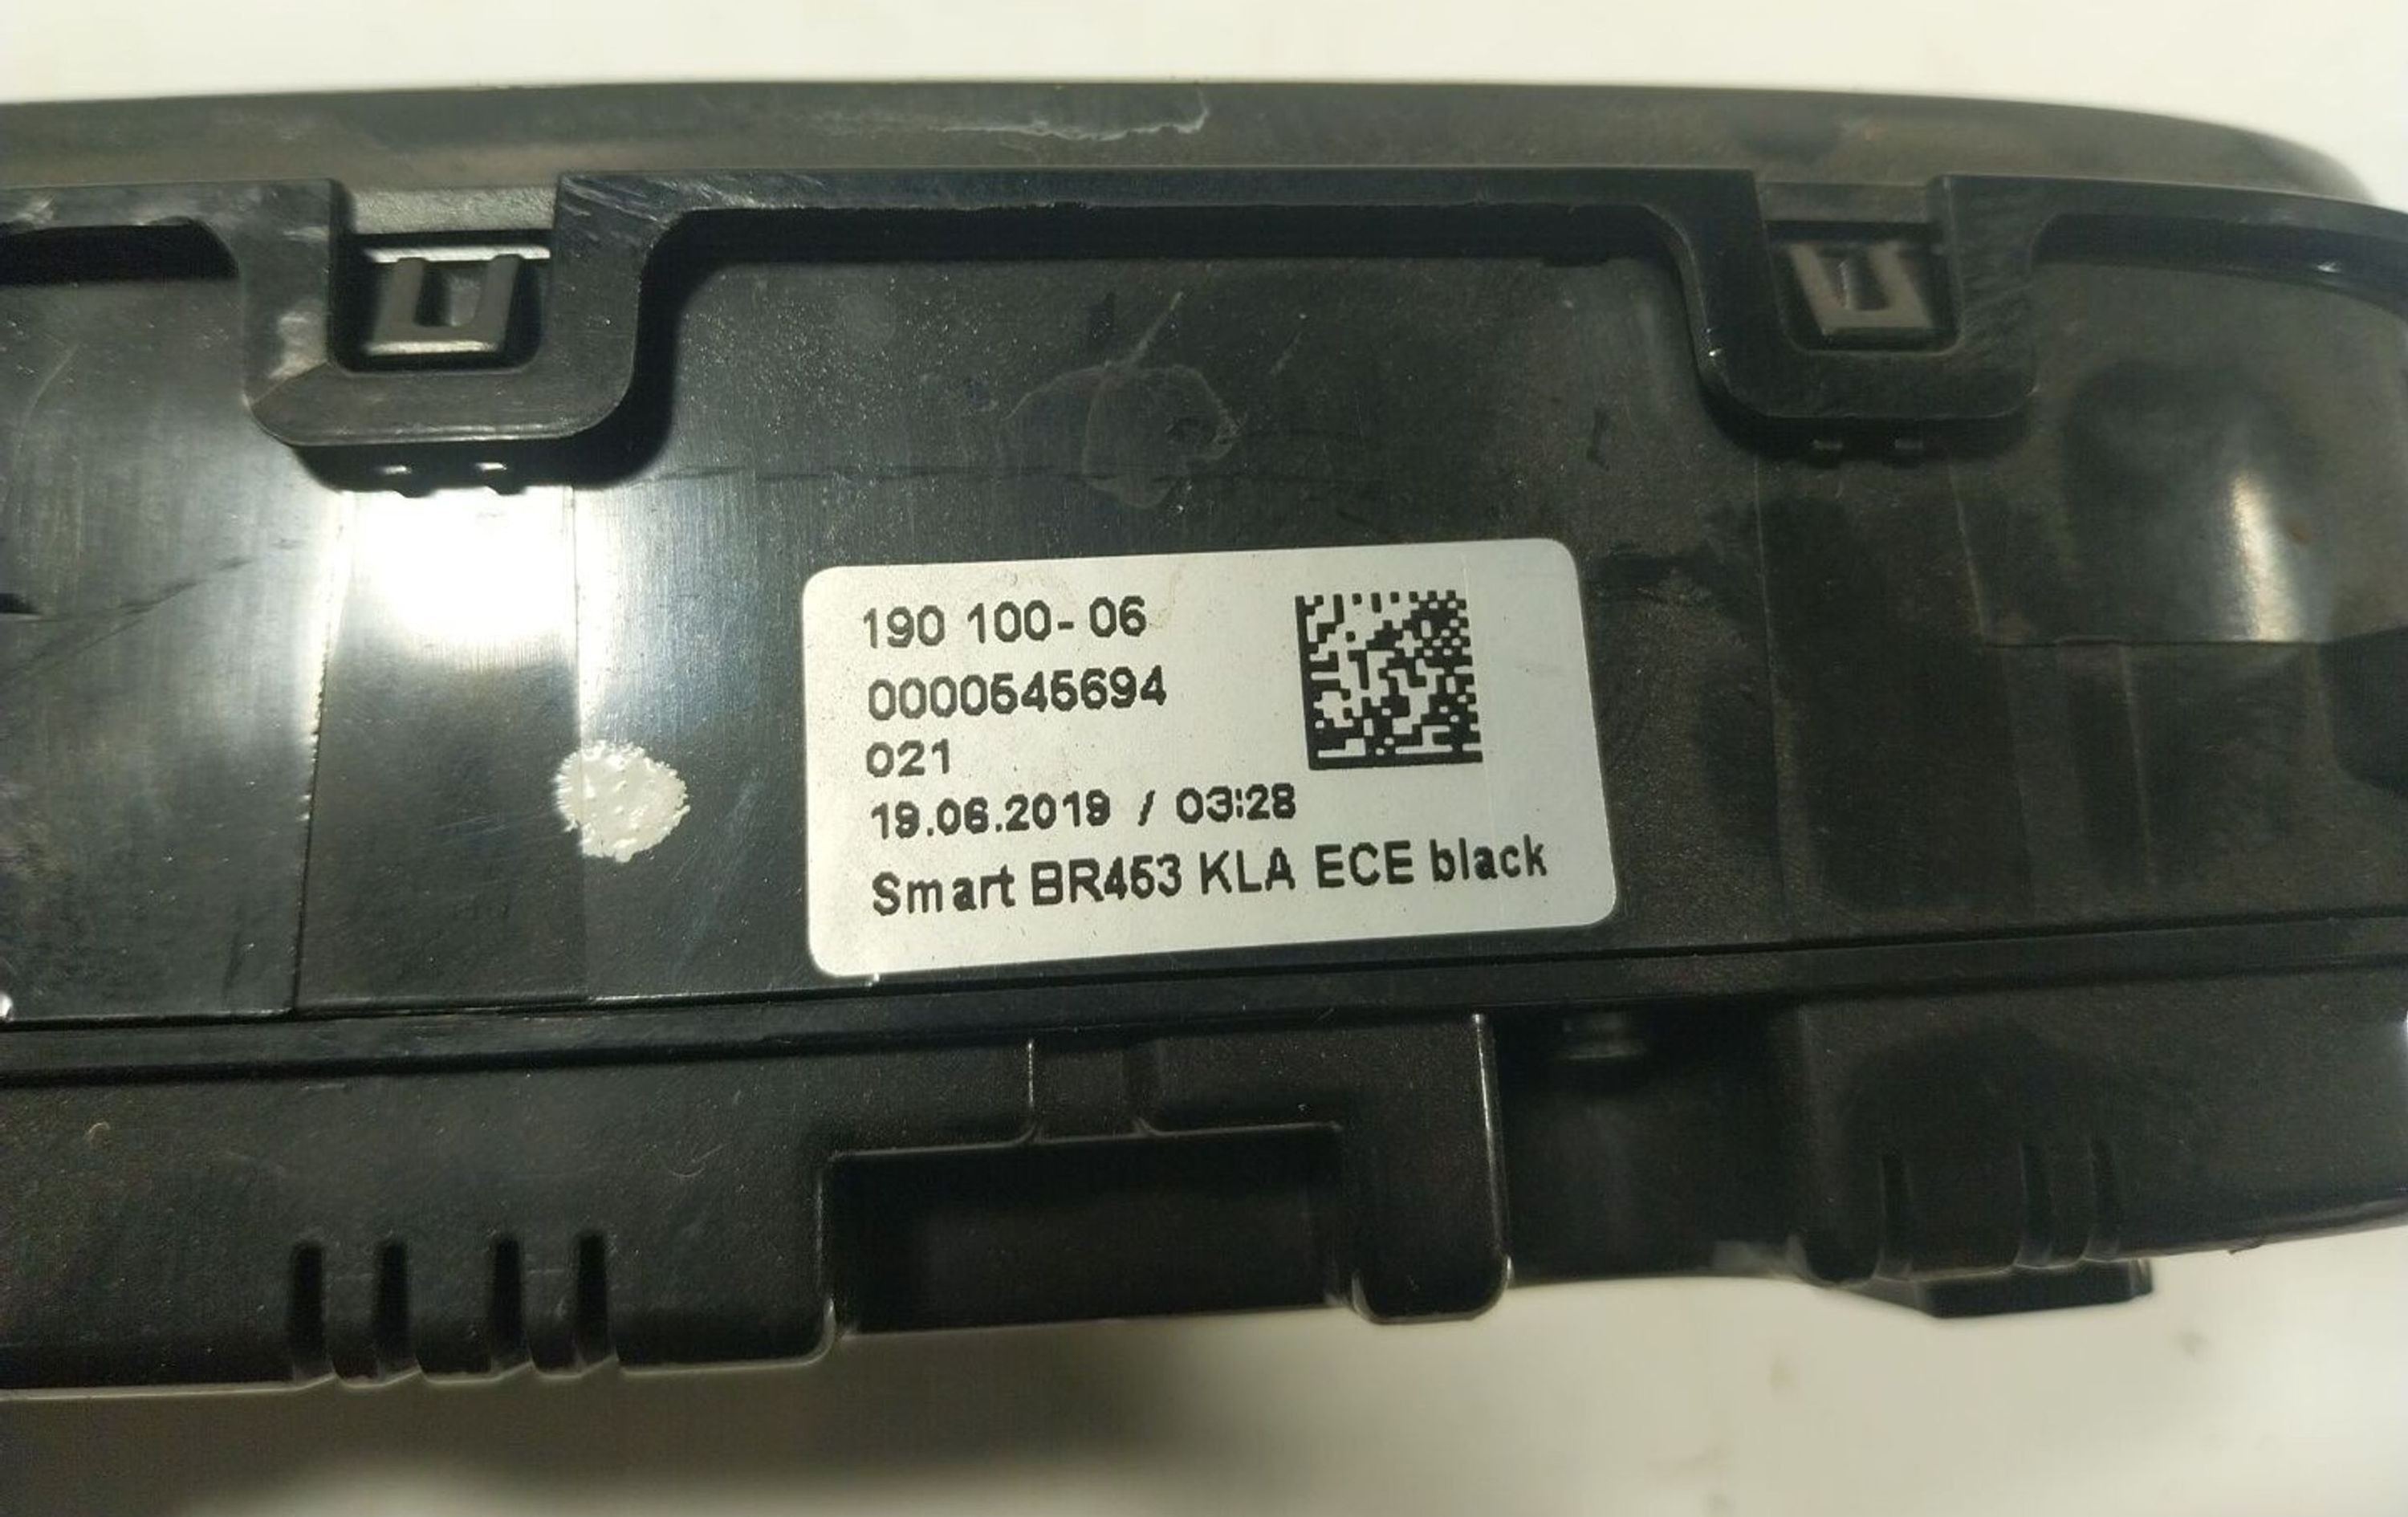 190 100-06
0000545694
021
19.06.2019 / 03:28
Smart BR453 KLA ECE black